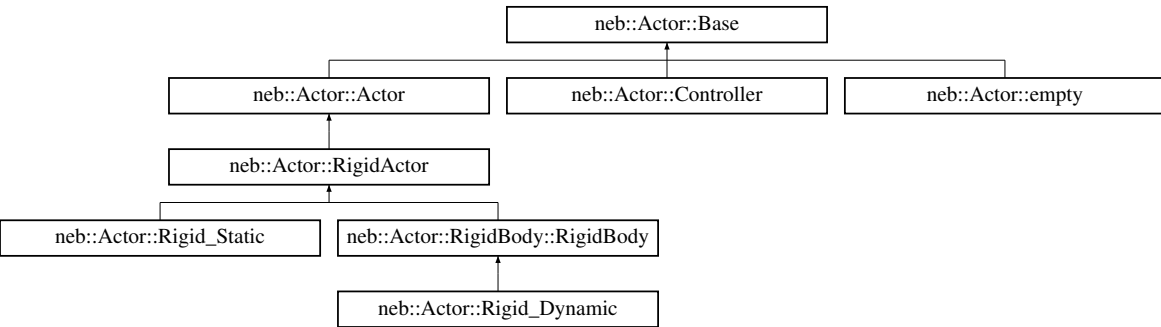 neb::Actor::Base
neb::Actor::Actor
neb::Actor::Controller
neb::Actor::empty
neb::Actor::RigidActor
neb::Actor::Rigid_Static
neb::Actor::RigidBody::RigidBody
neb::Actor::Rigid_Dynamic